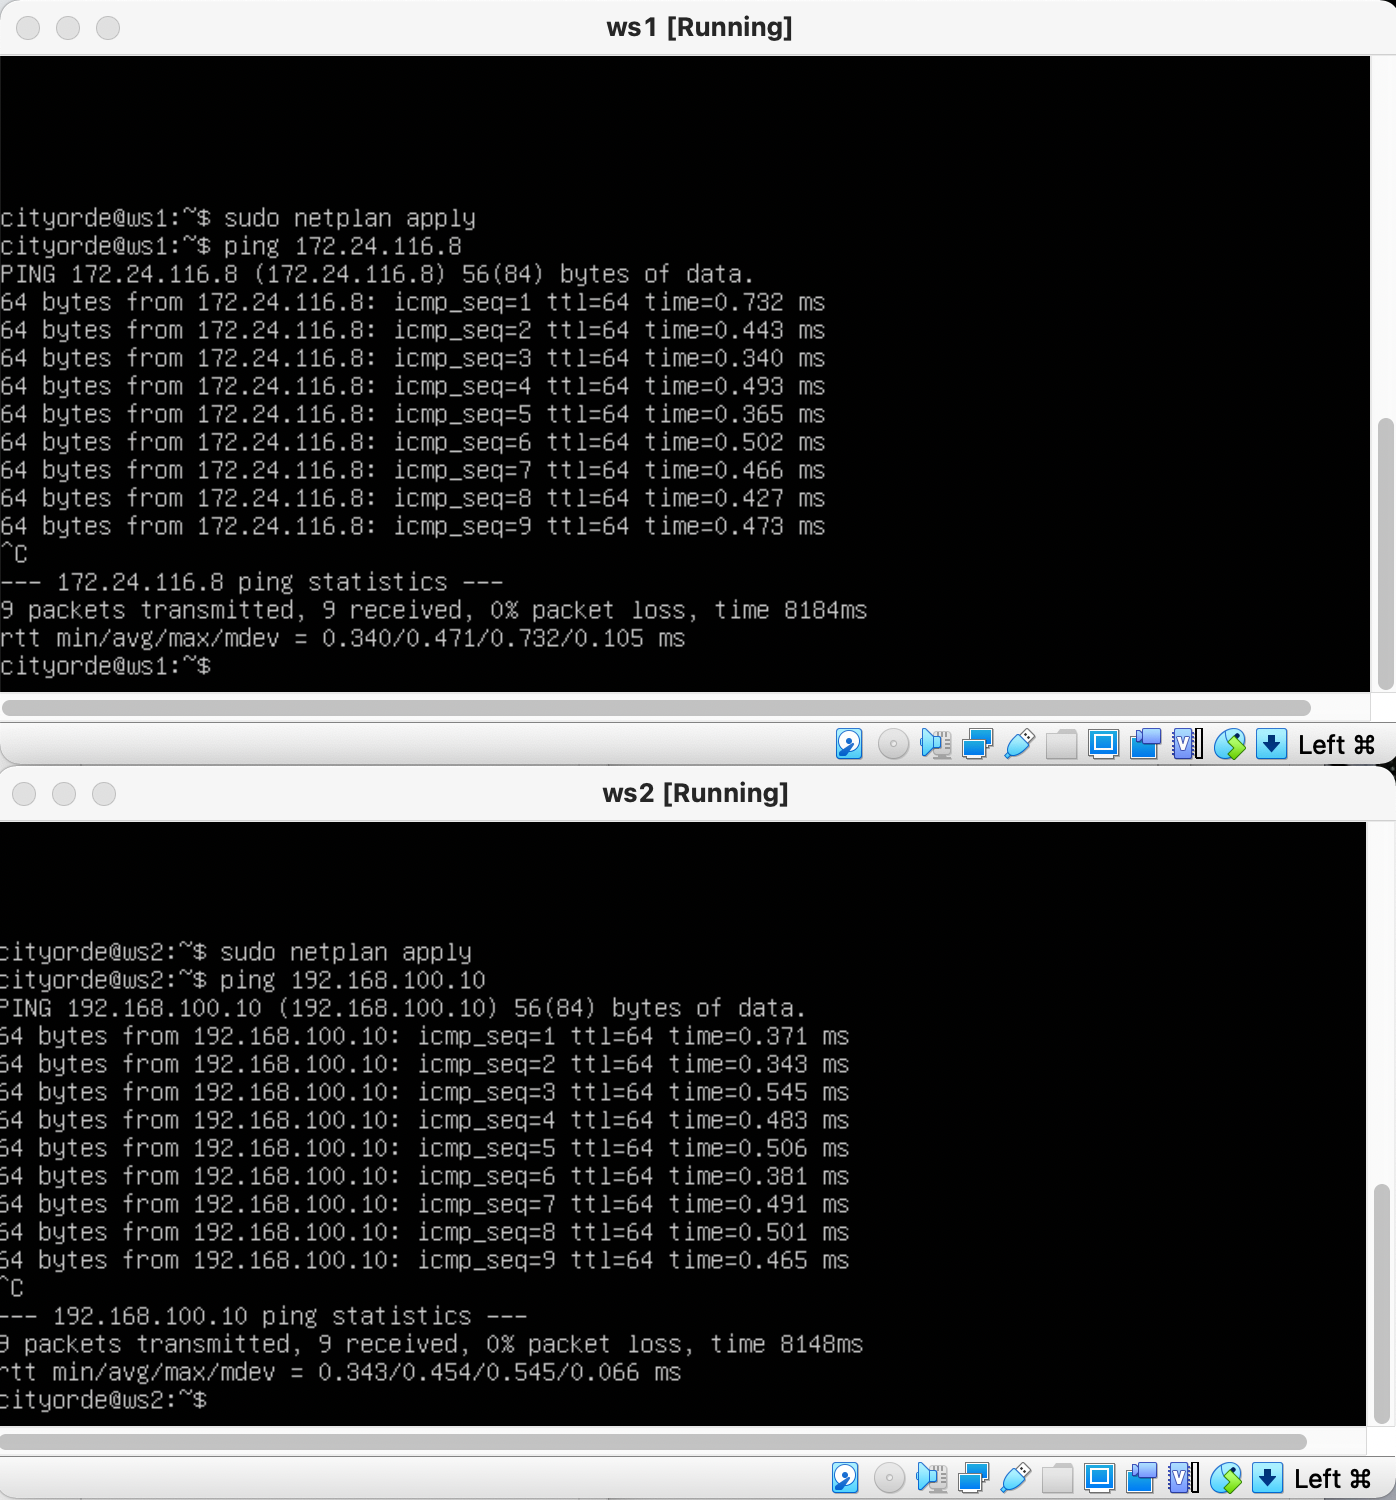 ws1 [Running]
cityorde@ws1:~$ sudo netplan apply
cityorde@ws1:~$ ping 172.24.116.8
PING 172.24.116.8 (172.24.116.8) 56(84) bytes of data.
64 bytes from 172.24.116.8: icmp_seq=1 ttl=64 time=0.732 ms
64 bytes from 172.24.116.8: icmp_seq=2 ttl=64 time=0.443 ms
64 bytes from 172.24.116.8: icmp_seq=3 ttl=64 time=0.340 ms
64 bytes from 172.24.116.8: icmp_seq=4 ttl=64 time=0.493 ms
64 bytes from 172.24.116.8: icmp_seq=5 ttl=64 time=0.365 ms
64 bytes from 172.24.116.8: icmp_seq=6 ttl=64 time=0.502 ms
64 bytes from 172.24.116.8: icmp_seq=7 ttl=64 time=0.466 ms
64 bytes from 172.24.116.8: icmp_seq=8 ttl=64 time=0.427 ms
64 bytes from 172.24.116.8: icmp_seq=9 ttl=64 time=0.473 ms
^C
--- 172.24.116.8 ping statistics ---
9 packets transmitted, 9 received, 0% packet loss, time 8184ms
rtt min/avg/max/mdev = 0.340/0.471/0.732/0.105 ms
cityorde@ws1:~$
Left ⌘
ws2 [Running]
cityorde@ws2:~$ sudo netplan apply
cityorde@ws2:~$ ping 192.168.100.10
PING 192.168.100.10 (192.168.100.10) 56(84) bytes of data.
64 bytes from 192.168.100.10: icmp_seq=1 ttl=64 time=0.371 ms
64 bytes from 192.168.100.10: icmp_seq=2 ttl=64 time=0.343 ms
64 bytes from 192.168.100.10: icmp_seq=3 ttl=64 time=0.545 ms
64 bytes from 192.168.100.10: icmp_seq=4 ttl=64 time=0.483 ms
64 bytes from 192.168.100.10: icmp_seq=5 ttl=64 time=0.506 ms
64 bytes from 192.168.100.10: icmp_seq=6 ttl=64 time=0.381 ms
64 bytes from 192.168.100.10: icmp_seq=7 ttl=64 time=0.491 ms
64 bytes from 192.168.100.10: icmp_seq=8 ttl=64 time=0.501 ms
64 bytes from 192.168.100.10: icmp_seq=9 ttl=64 time=0.465 ms
^C
--- 192.168.100.10 ping statistics ---
9 packets transmitted, 9 received, 0% packet loss, time 8148ms
rtt min/avg/max/mdev = 0.343/0.454/0.545/0.066 ms
cityorde@ws2:~$
Left ⌘